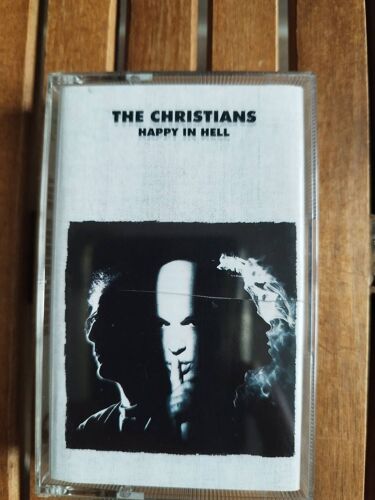 THE CHRISTIANS
HAPPY IN HELL